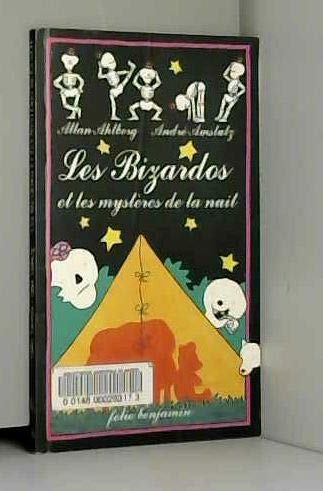 Allan Ahlberg André Amstutz
Les Bizardos
et les mystères de la nuit
folio benjamin